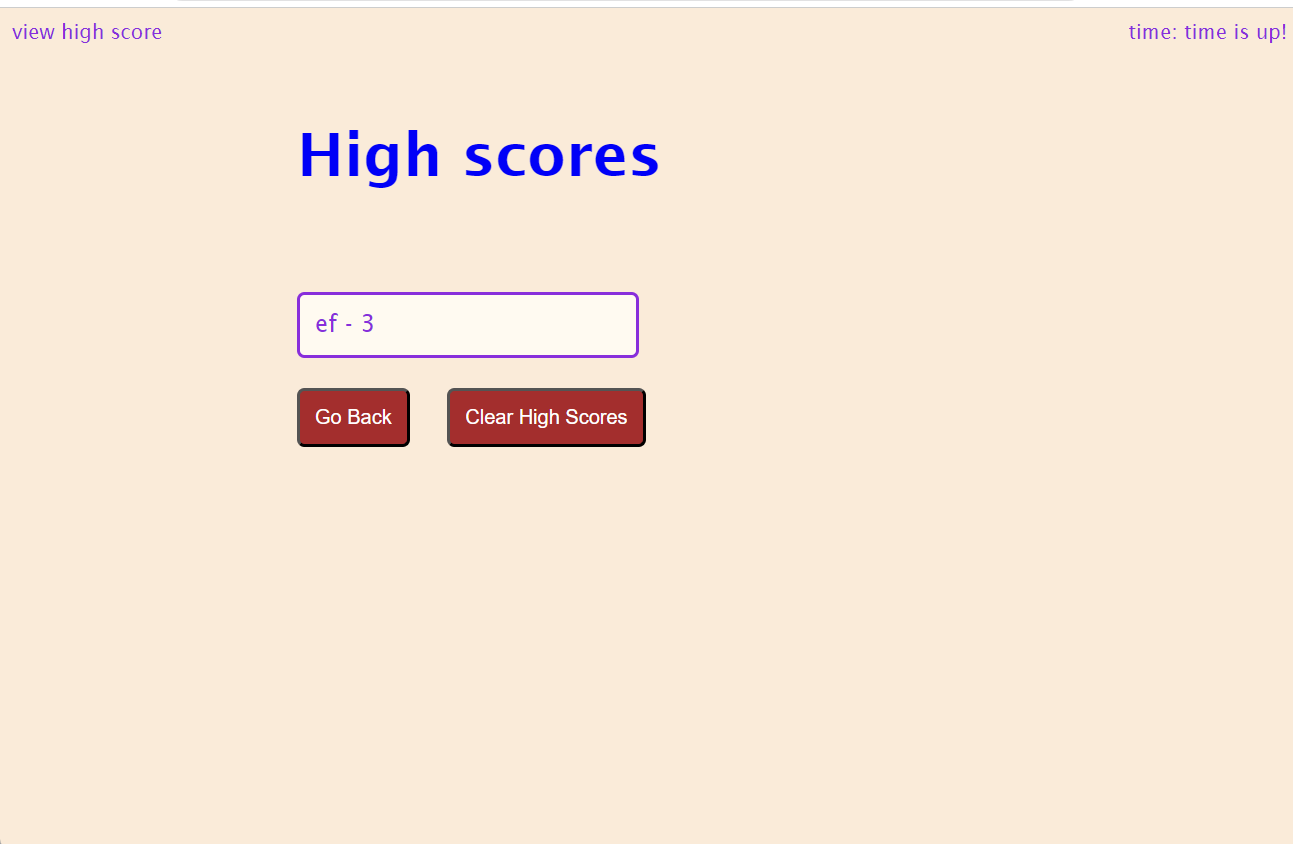 view high score
time: time is up!
High scores
ef - 3
Go Back
Clear High Scores